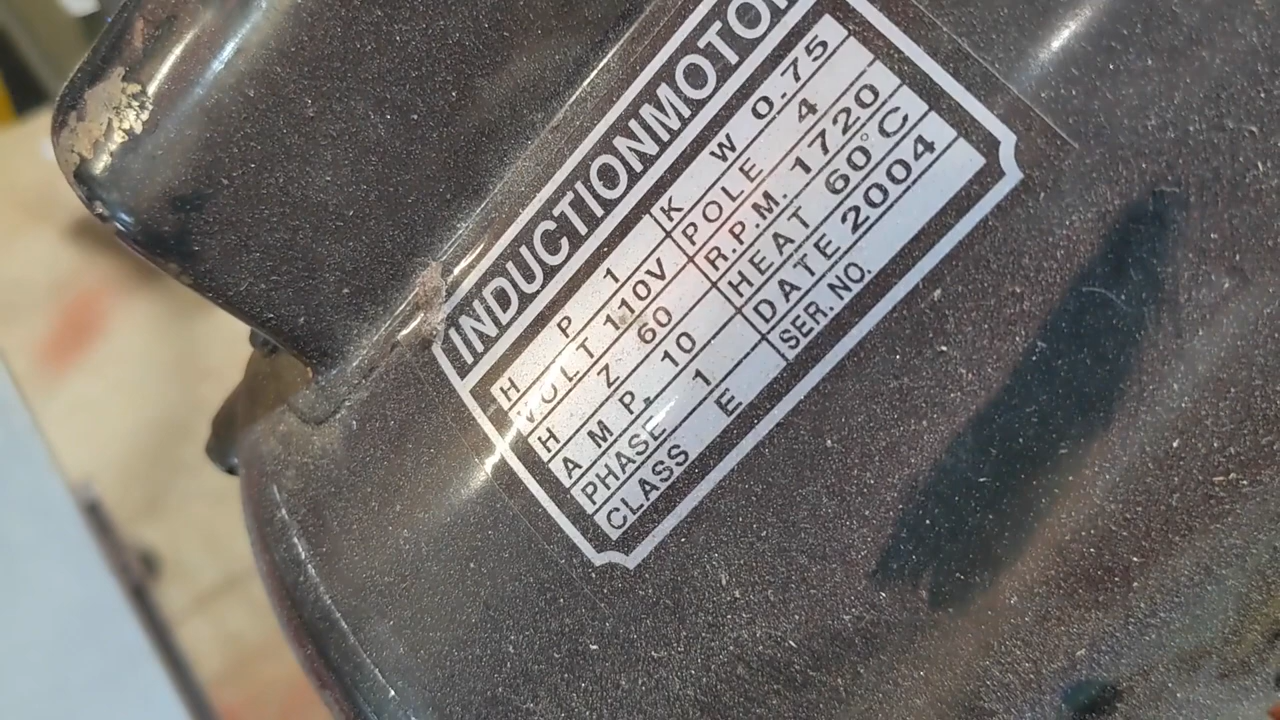 INDUCTIONMOTOR
H P 1 K W 0.75
VOLT 110V POLE 4
H Z 60 R.P.M. 1720
A M P. 10 HEAT 60°C
PHASE 1 DATE 2004
CLASS E SER. NO.